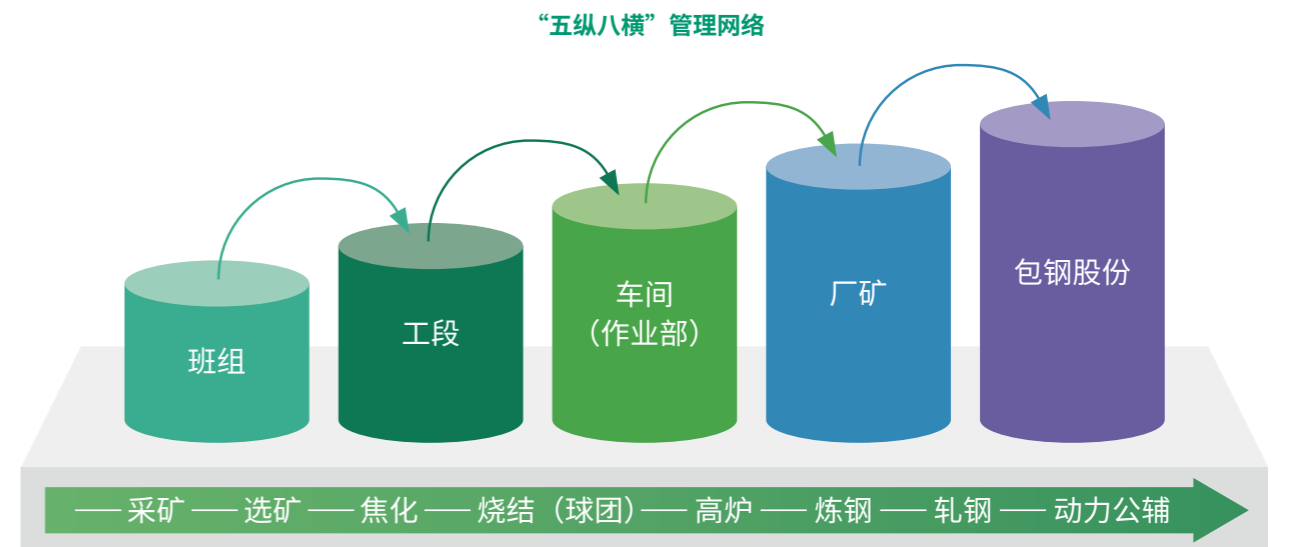 “五纵八横”管理网络
班组
工段
车间
（作业部）
厂矿
包钢股份
采矿 选矿 焦化 烧结（球团） 高炉 炼钢 轧钢 动力公辅